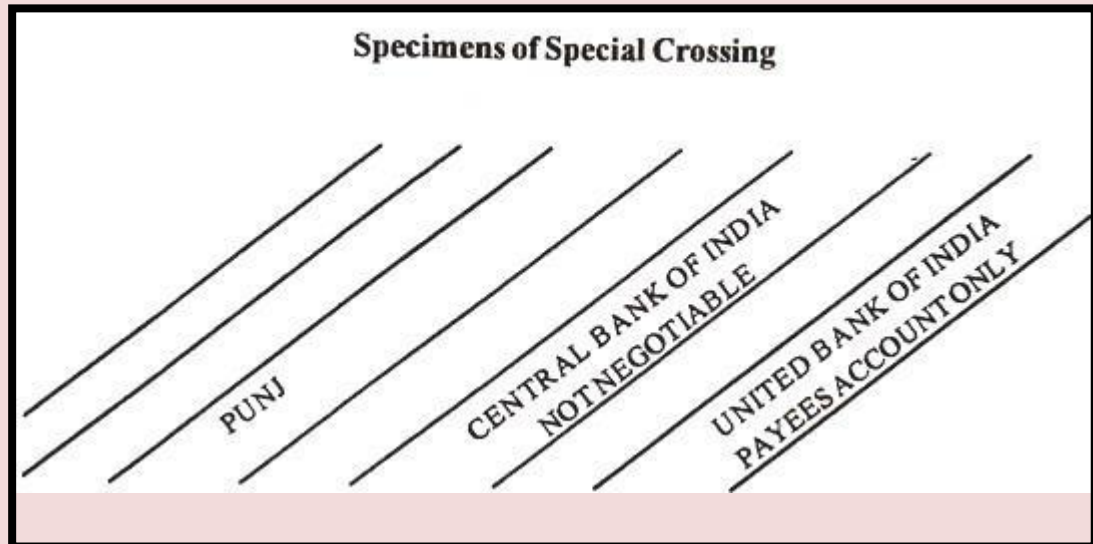 Specimens of Special Crossing
PUNJ
CENTRAL BANK OF INDIA
NOT NEGOTIABLE
UNITED BANK OF INDIA
PAYEES ACCOUNT ONLY